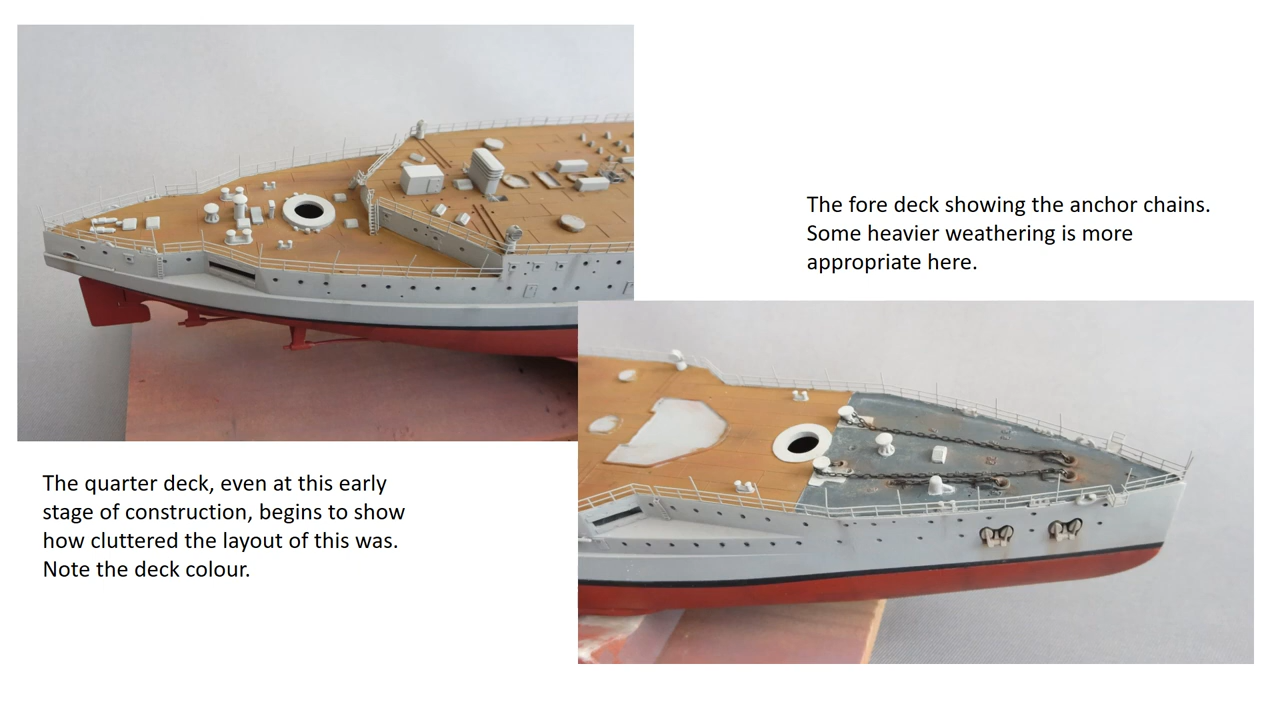 The fore deck showing the anchor chains.
Some heavier weathering is more
appropriate here.
The quarter deck, even at this early
stage of construction, begins to show
how cluttered the layout of this was.
Note the deck colour.